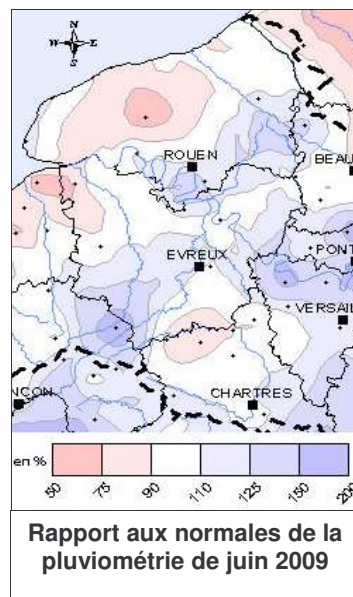 N
W E
S
ROUEN
BEAU
EVREUX
PONT
VERSAIL
NÇON
CHARTRES
en %
50 75 90 110 125 150 200
Rapport aux normales de la
pluviométrie de juin 2009